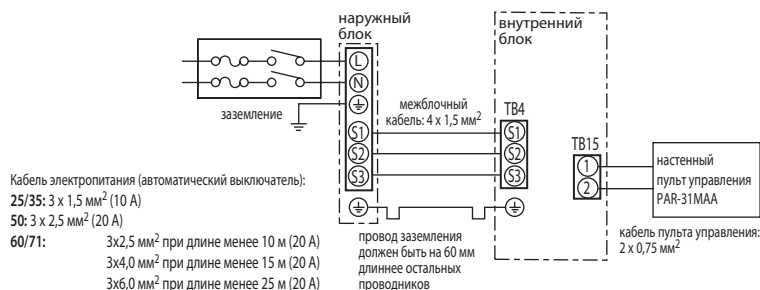 наружный
блок
внутренний
блок
L
N
заземление
межблочный
кабель: 4 x 1,5 мм²
TB4
S1
S1
S2
S2
S3
S3
TB15
1
2
настенный
пульт управления
PAR-31MAA
кабель пульта управления:
2 x 0,75 мм²
провод заземления
должен быть на 60 мм
длиннее остальных
проводников
Кабель электропитания (автоматический выключатель):
25/35: 3 x 1,5 мм² (10 А)
50: 3 x 2,5 мм² (20 А)
60/71: 3x2,5 мм² при длине менее 10 м (20 А)
3x4,0 мм² при длине менее 15 м (20 А)
3x6,0 мм² при длине менее 25 м (20 А)